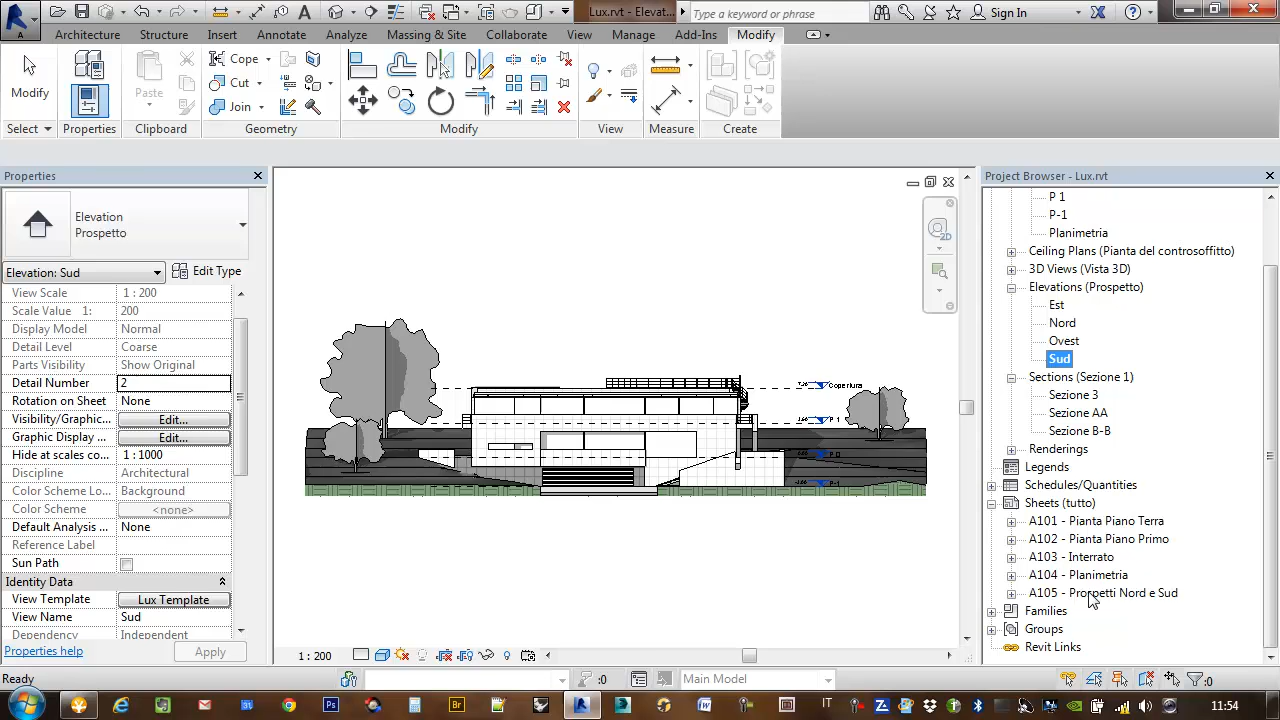 Lux.rvt - Elevat...
Type a keyword or phrase
Sign In
Architecture
Structure
Insert
Annotate
Analyze
Massing & Site
Collaborate
View
Manage
Add-Ins
Modify
Modify
Paste
Cope
Cut
Join
Select
Properties
Clipboard
Geometry
Modify
View
Measure
Create
Properties
Elevation
Prospetto
Elevation: Sud
Edit Type
View Scale 1 : 200
Scale Value 1: 200
Display Model Normal
Detail Level Coarse
Parts Visibility Show Original
Detail Number 2
Rotation on Sheet None
Visibility/Graphic... Edit...
Graphic Display ... Edit...
Hide at scales co... 1 : 1000
Discipline Architectural
Color Scheme Lo... Background
Color Scheme <none>
Default Analysis ... None
Reference Label
Sun Path
Identity Data
View Template Lux Template
View Name Sud
Dependency Independent
Properties help
Apply
2D
Copertura
P 1
P 0
P-1
1 : 200
Project Browser - Lux.rvt
P 1
P-1
Planimetria
Ceiling Plans (Pianta del controsoffitto)
3D Views (Vista 3D)
Elevations (Prospetto)
Est
Nord
Ovest
Sud
Sections (Sezione 1)
Sezione 3
Sezione AA
Sezione B-B
Renderings
Legends
Schedules/Quantities
Sheets (tutto)
A101 - Pianta Piano Terra
A102 - Pianta Piano Primo
A103 - Interrato
A104 - Planimetria
A105 - Prospetti Nord e Sud
Families
Groups
Revit Links
Ready
:0
Main Model
:0
Ps
Br
IT
11:54